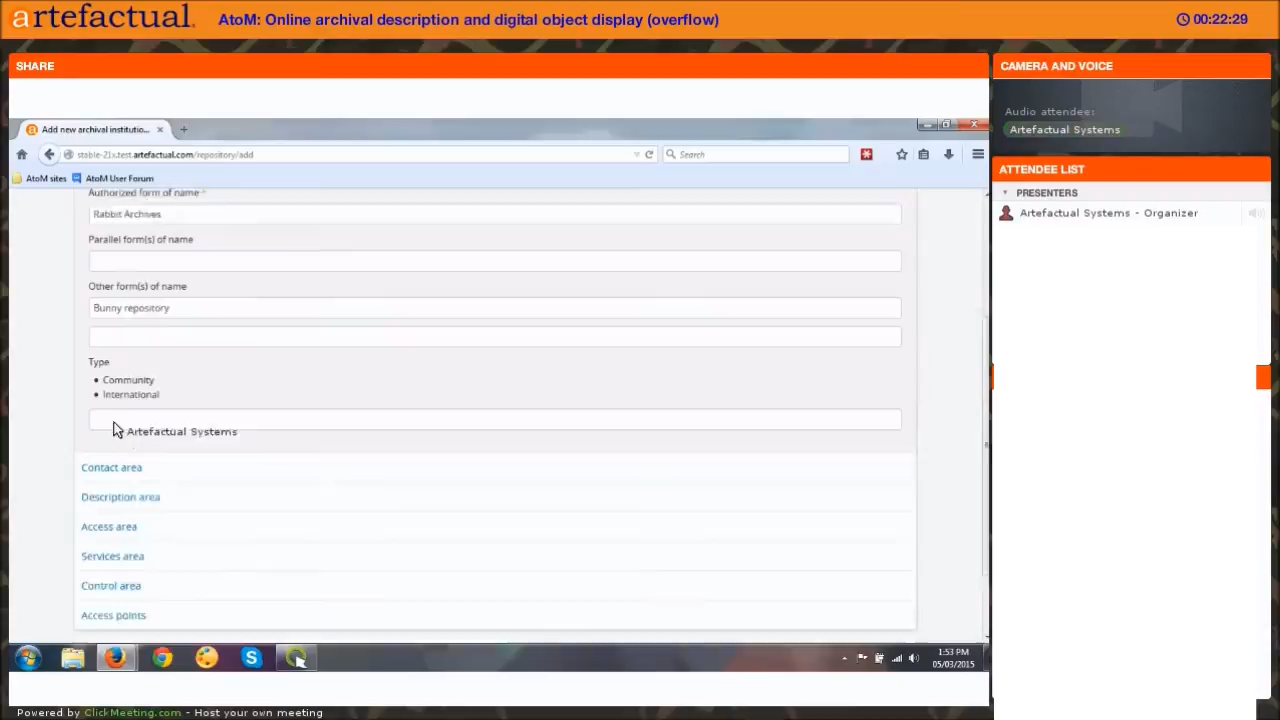 artefactual
AtoM: Online archival description and digital object display (overflow)
00:22:29
SHARE
Add new archival institutio...
stable-21x.test.artefactual.com/repository/add
Search
AtoM sites
AtoM User Forum
Authorized form of name *
Rabbit Archives
Parallel form(s) of name
Other form(s) of name
Bunny repository
Type
• Community
• International
Artefactual Systems
Contact area
Description area
Access area
Services area
Control area
Access points
1:53 PM
05/03/2015
CAMERA AND VOICE
Audio attendee:
Artefactual Systems
ATTENDEE LIST
PRESENTERS
Artefactual Systems - Organizer
Powered by ClickMeeting.com - Host your own meeting